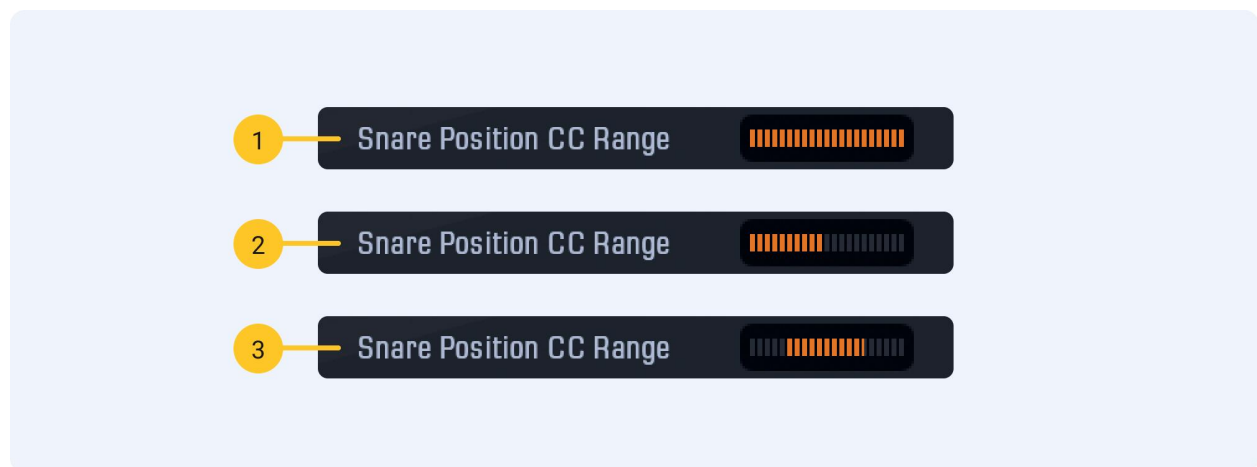 1 Snare Position CC Range
2 Snare Position CC Range
3 Snare Position CC Range